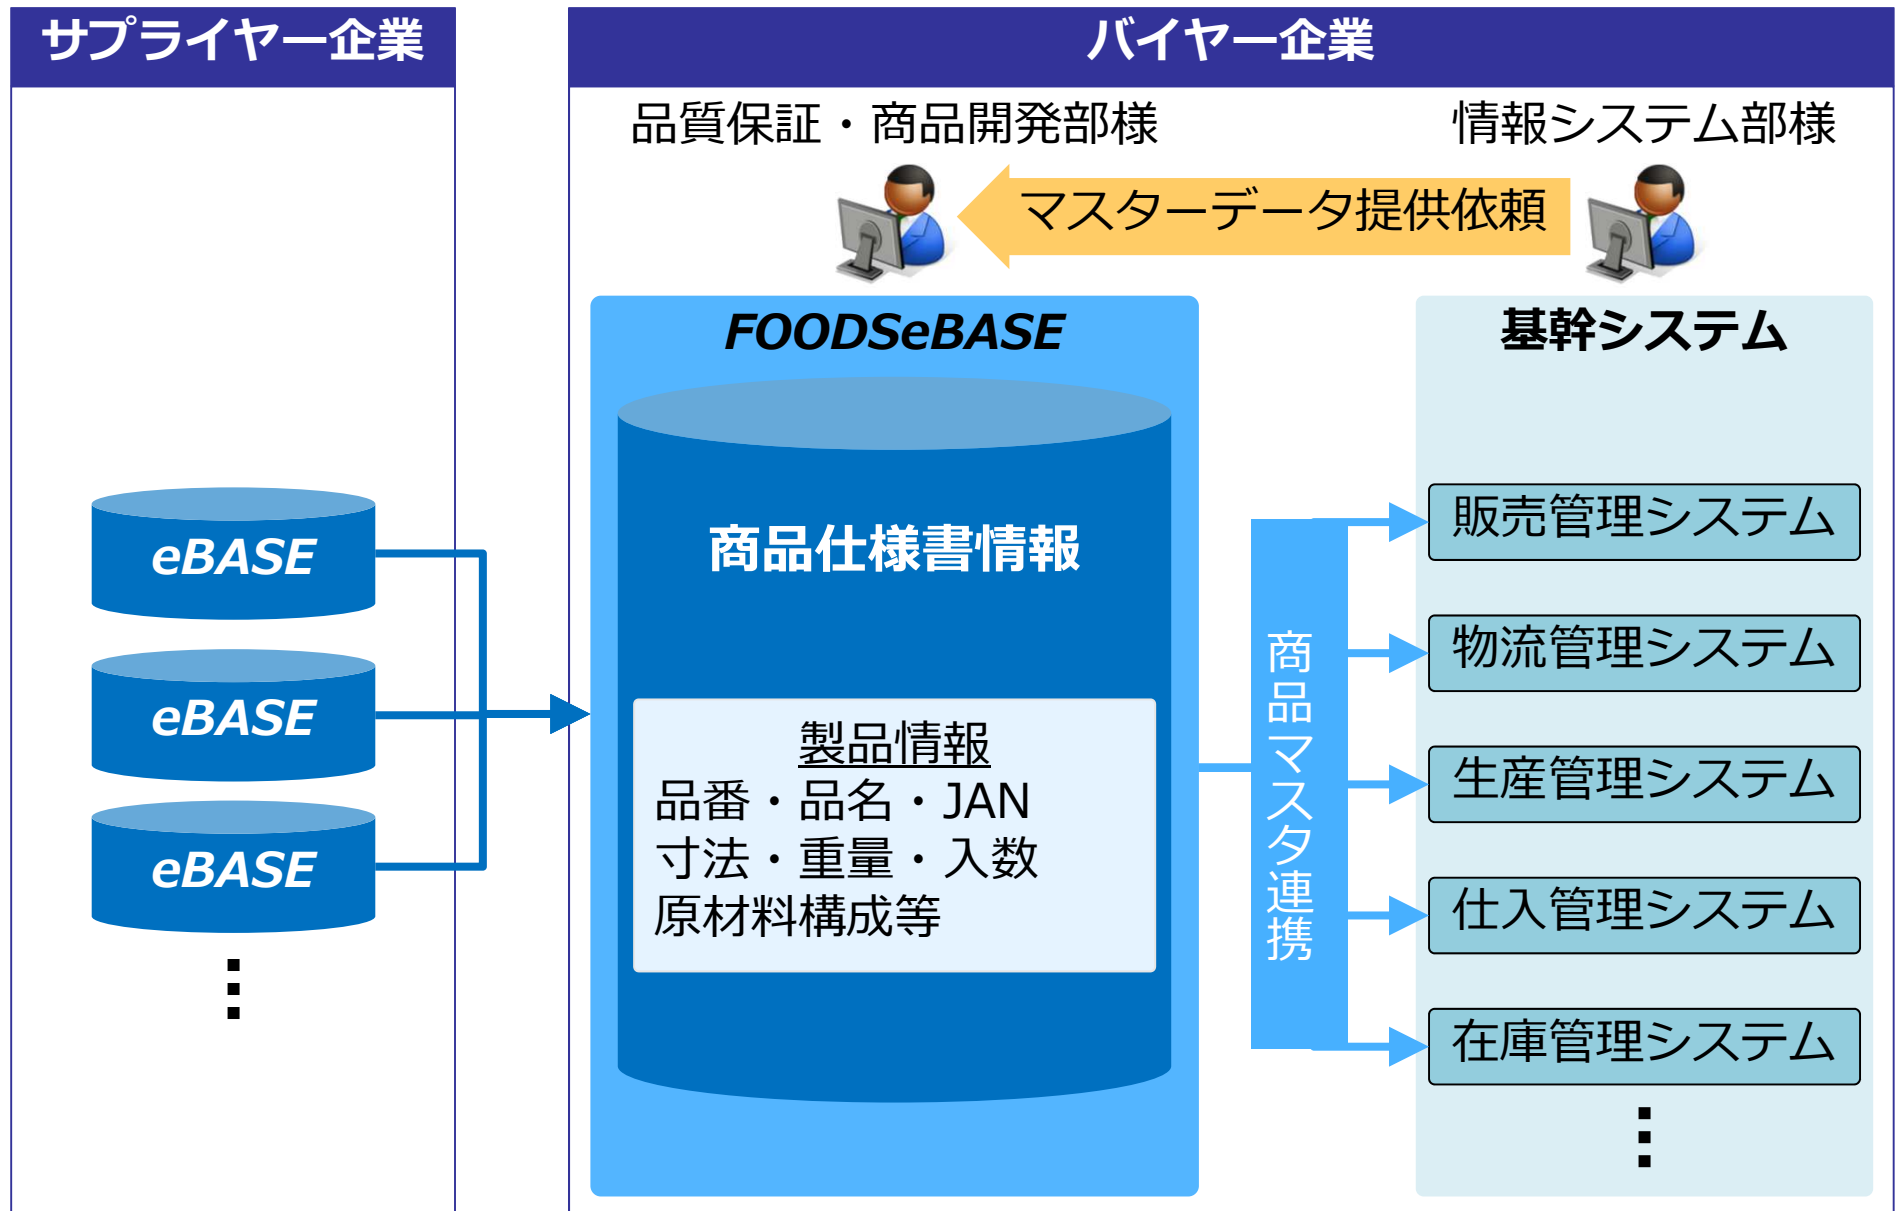 サプライヤー企業
バイヤー企業
品質保証・商品開発部様
情報システム部様
マスターデータ提供依頼
FOODSeBASE
基幹システム
商品仕様書情報
eBASE
eBASE
eBASE
製品情報
品番・品名・JAN
寸法・重量・入数
原材料構成等
商品マスタ連携
販売管理システム
物流管理システム
生産管理システム
仕入管理システム
在庫管理システム